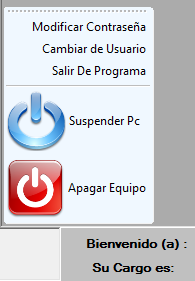 Modificar Contraseña
Cambiar de Usuario
Salir De Programa
Suspender Pc
Apagar Equipo
Bienvenido (a) :
Su Cargo es: